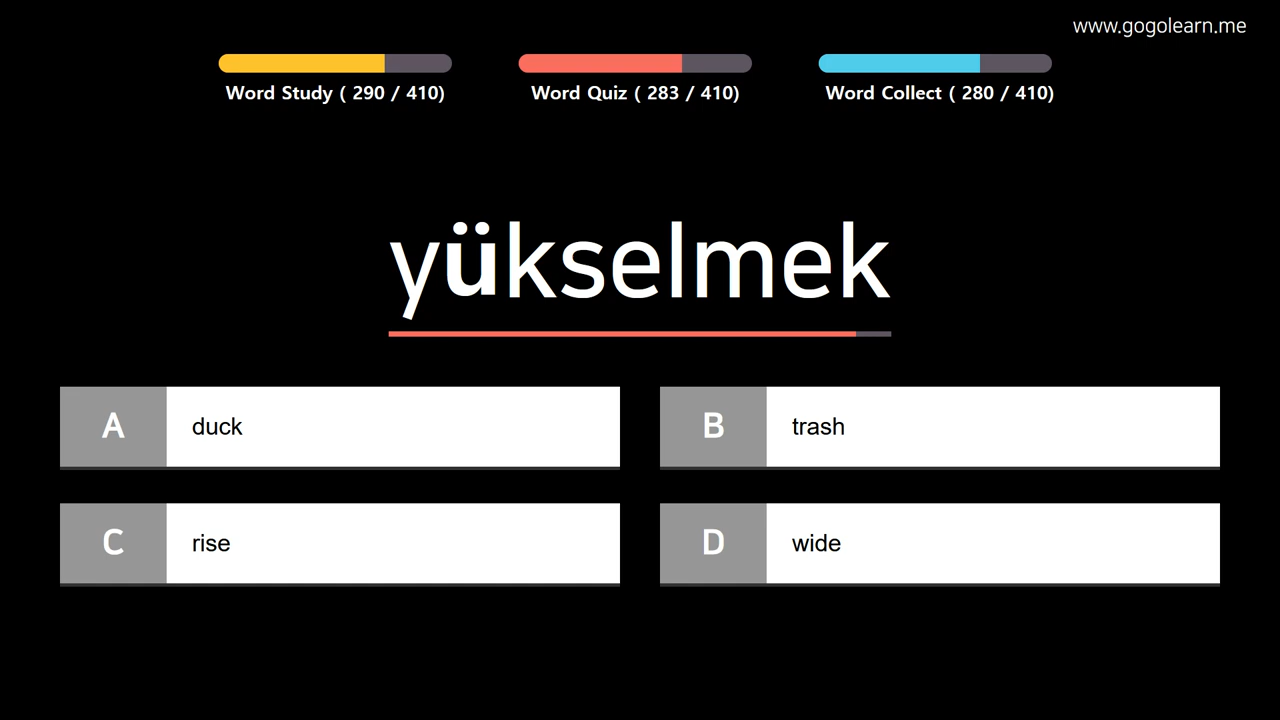 www.gogolearn.me
Word Study ( 290 / 410)
Word Quiz ( 283 / 410)
Word Collect ( 280 / 410)
yükselmek
A duck
B trash
C rise
D wide